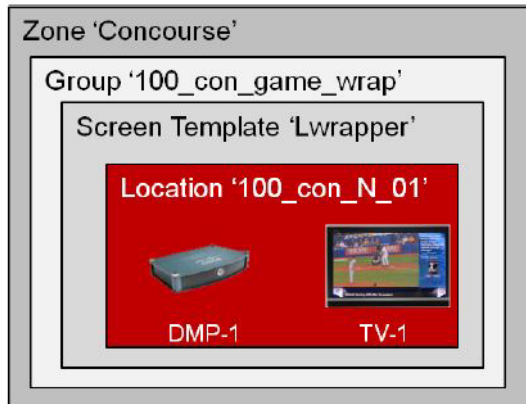 Zone ‘Concourse’
Group ‘100_con_game_wrap’
Screen Template ‘Lwrapper’
Location ‘100_con_N_01’
DMP-1
TV-1